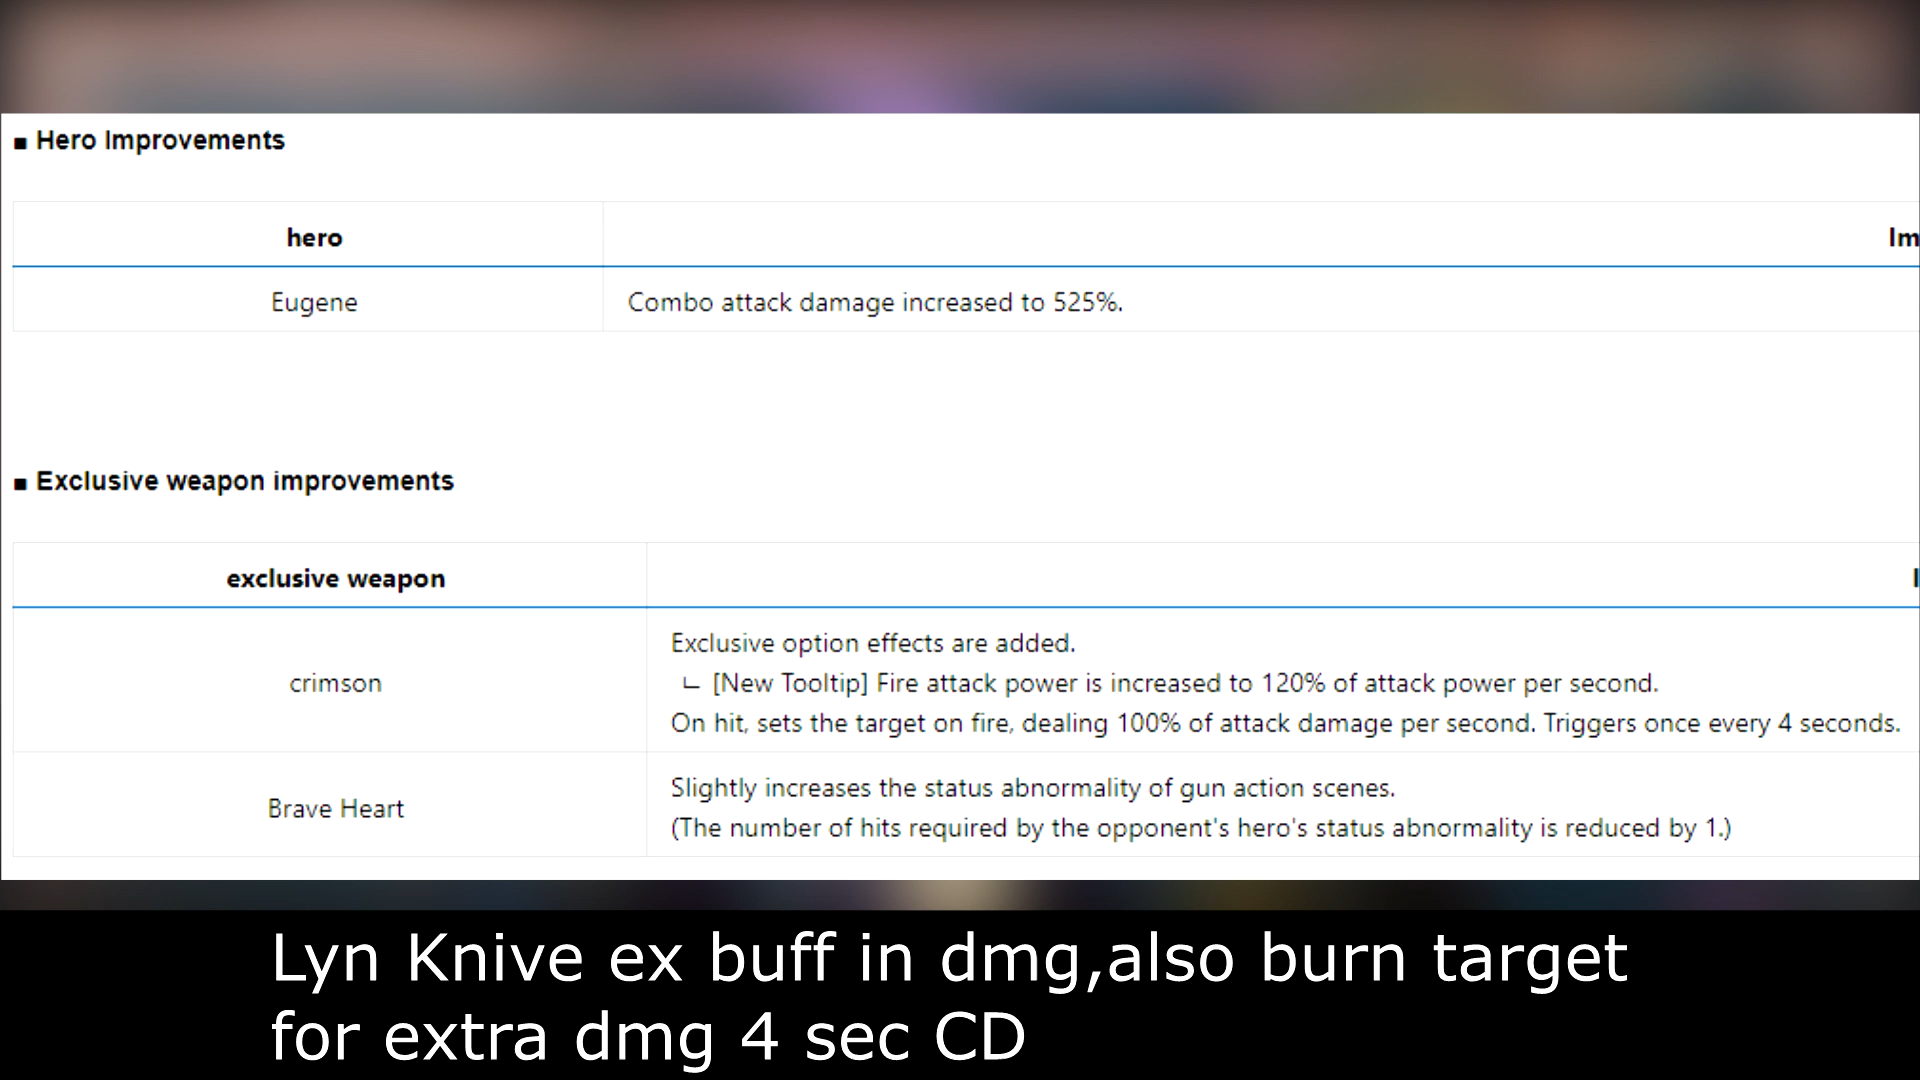 ■ Hero Improvements
hero
Im
Eugene
Combo attack damage increased to 525%.
■ Exclusive weapon improvements
exclusive weapon
I
crimson
Exclusive option effects are added.
ㄴ [New Tooltip] Fire attack power is increased to 120% of attack power per second.
On hit, sets the target on fire, dealing 100% of attack damage per second. Triggers once every 4 seconds.
Brave Heart
Slightly increases the status abnormality of gun action scenes.
(The number of hits required by the opponent's hero's status abnormality is reduced by 1.)
Lyn Knive ex buff in dmg,also burn target
for extra dmg 4 sec CD